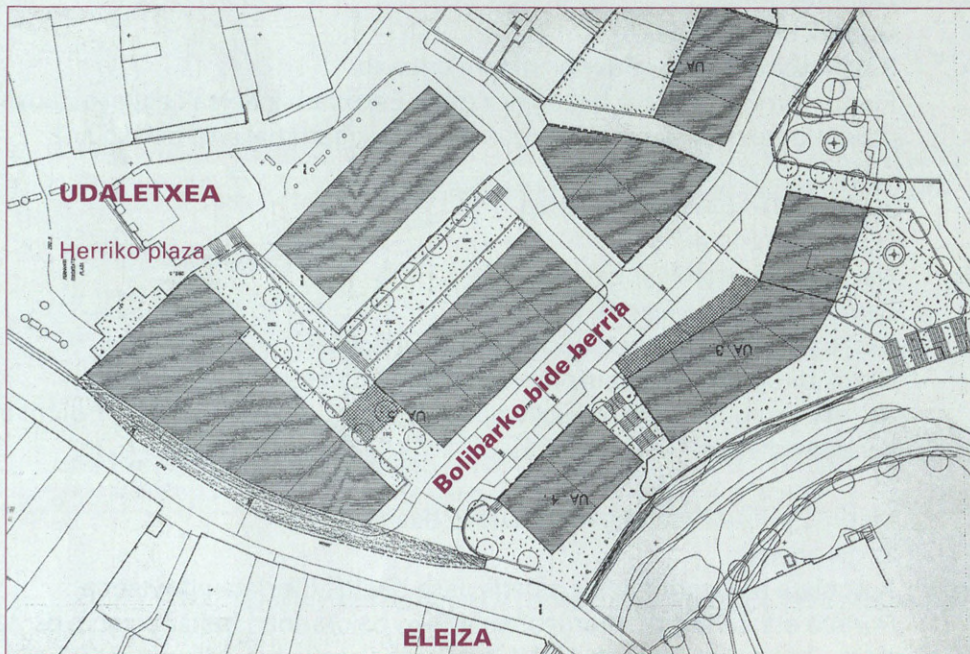 UA 2.
UDALETXEA
Herriko plaza
Bolibarko bide berria
UA 3
UA 5
UA 4.
ELEIZA